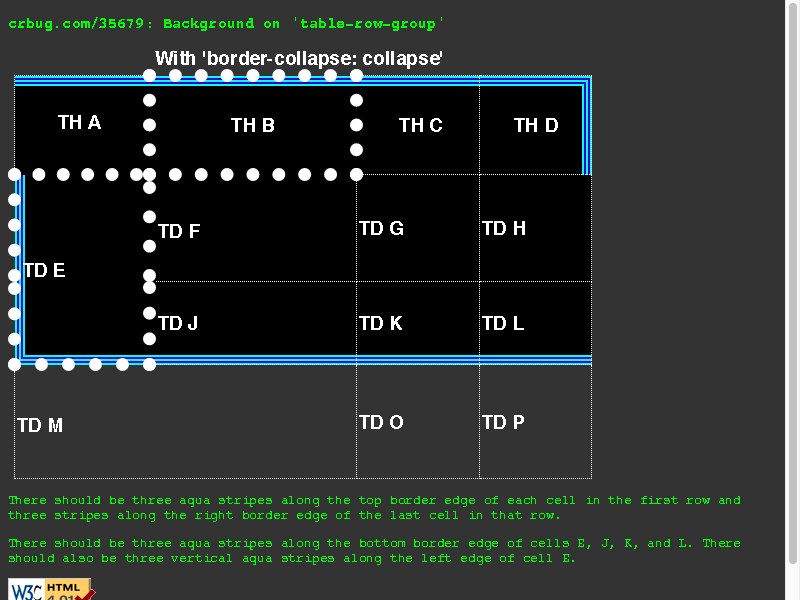 crbug.com/35679: Background on 'table-row-group'
With 'border-collapse: collapse'
TH A
TH B
TH C
TH D
TD E
TD F
TD G
TD H
TD J
TD K
TD L
TD M
TD O
TD P
There should be three aqua stripes along the top border edge of each cell in the first row and
three stripes along the right border edge of the last cell in that row.
There should be three aqua stripes along the bottom border edge of cells E, J, K, and L. There
should also be three vertical aqua stripes along the left edge of cell E.
W3C HTML
4.01